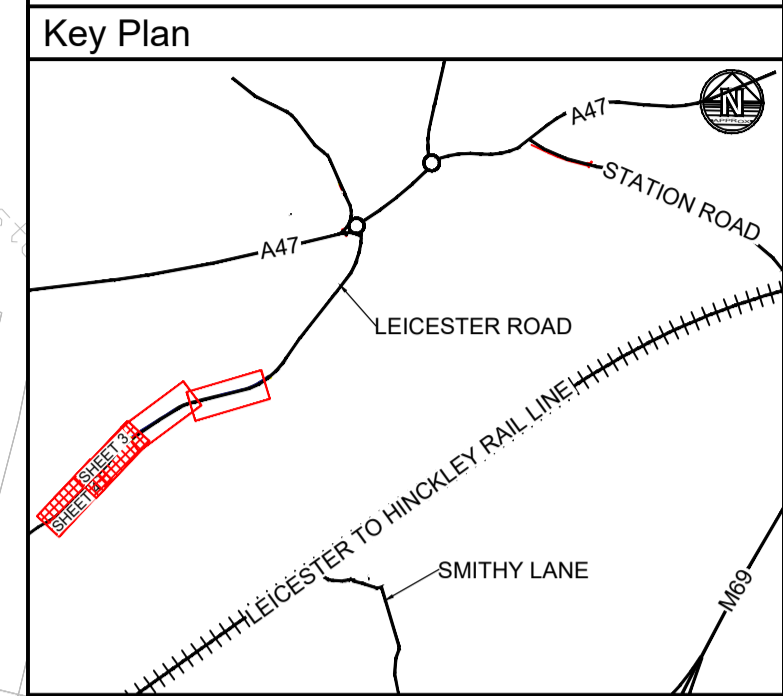 Key Plan
A47
N
APPROX
STATION ROAD
A47
LEICESTER ROAD
LEICESTER TO HINCKLEY RAIL LINE
SHEET 3
SHEET
SMITHY LANE
M69